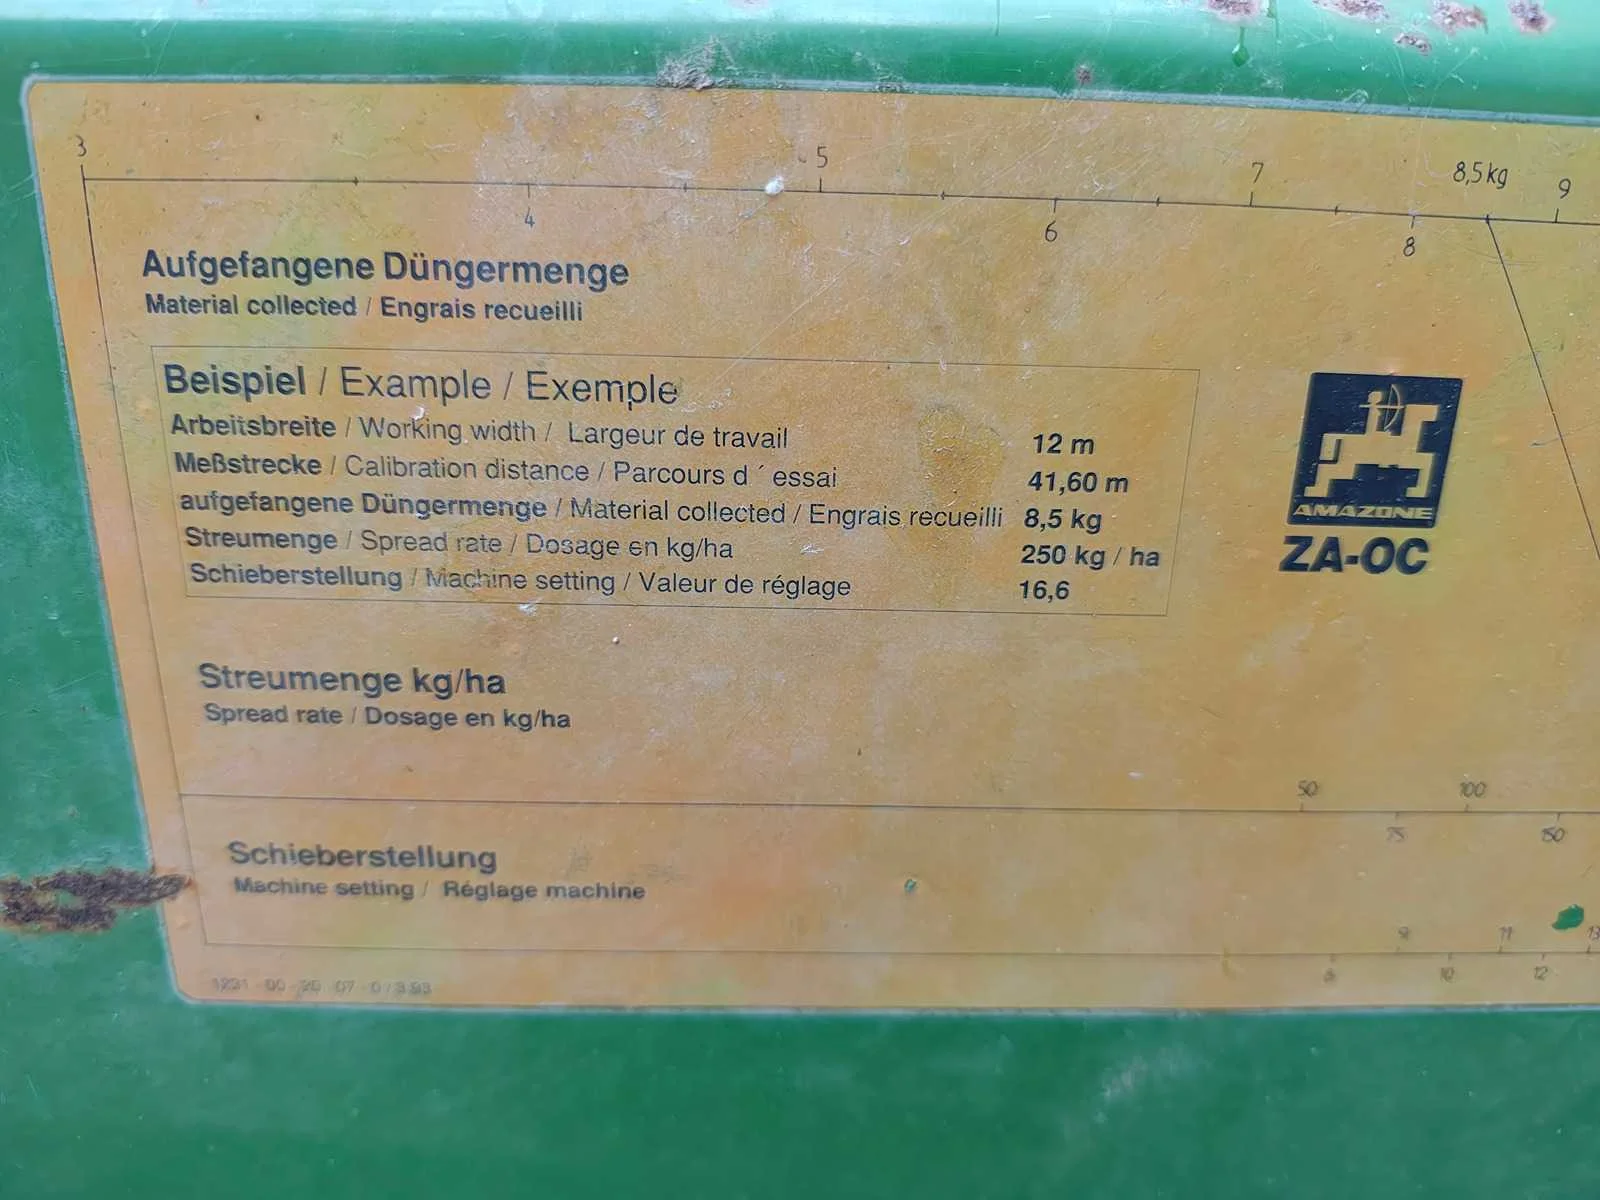 3 5 7 8,5 kg 9
4 6 8
Aufgefangene Düngermenge
Material collected / Engrais recueilli
Beispiel / Example / Exemple
Arbeitsbreite / Working width / Largeur de travail 12 m
Meßstrecke / Calibration distance / Parcours d ´ essai 41,60 m
aufgefangene Düngermenge / Material collected / Engrais recueilli 8,5 kg
Streumenge / Spread rate / Dosage en kg/ha 250 kg / ha
Schieberstellung / Machine setting / Valeur de réglage 16,6
AMAZONE
ZA-OC
Streumenge kg/ha
Spread rate / Dosage en kg/ha
50 100
75 150
Schieberstellung
Machine setting / Réglage machine
9 11 13
10 12